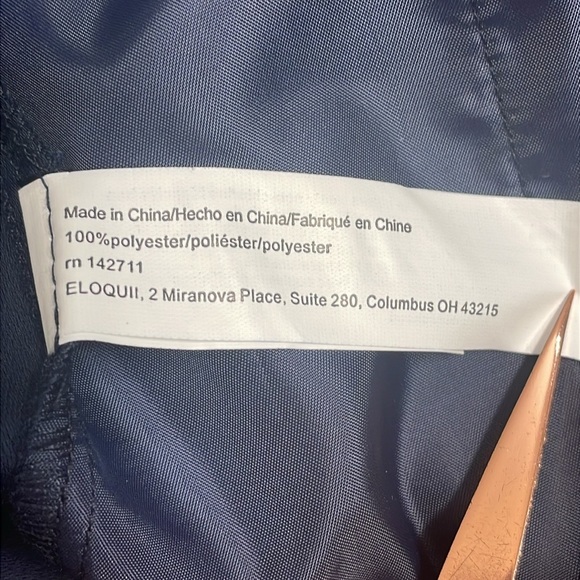 Made in China/Hecho en China/Fabriqué en Chine
100%polyester/poliéster/polyester
rn 142711
ELOQUII, 2 Miranova Place, Suite 280, Columbus OH 43215